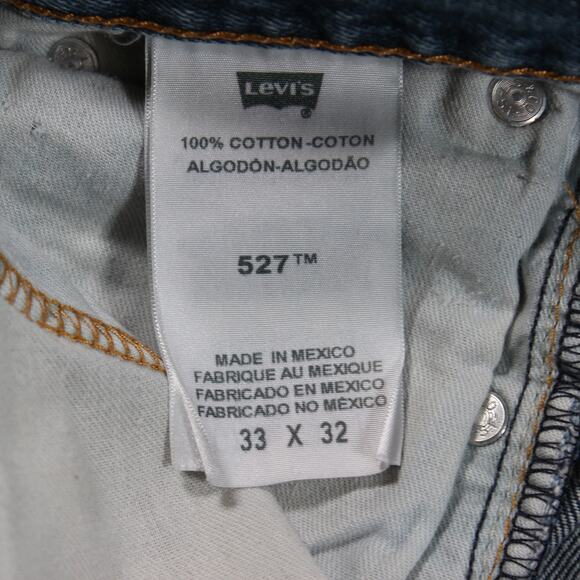 Levi's
®
100% COTTON-COTON
ALGODÓN-ALGODÃO
527™
MADE IN MEXICO
FABRIQUE AU MEXIQUE
FABRICADO EN MEXICO
FABRICADO NO MÉXICO
33 X 32